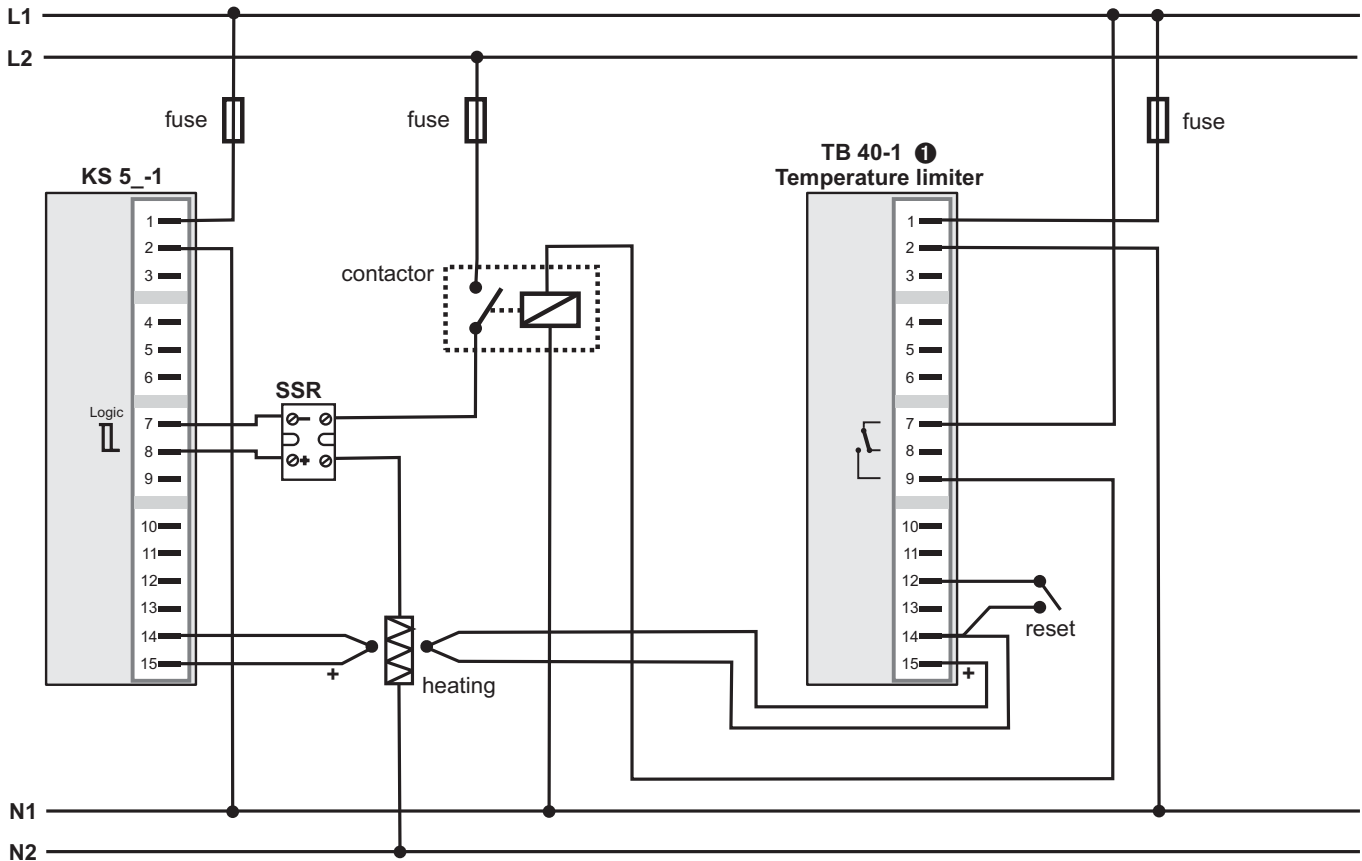 L1
L2
fuse
fuse
fuse
KS 5_-1
TB 40-1 ❶
Temperature limiter
1
2
3
4
5
6
Logic
7
8
9
10
11
12
13
14
15
contactor
SSR
-
+
+
heating
1
2
3
4
5
6
7
8
9
10
11
12
13
14
15
+
reset
N1
N2